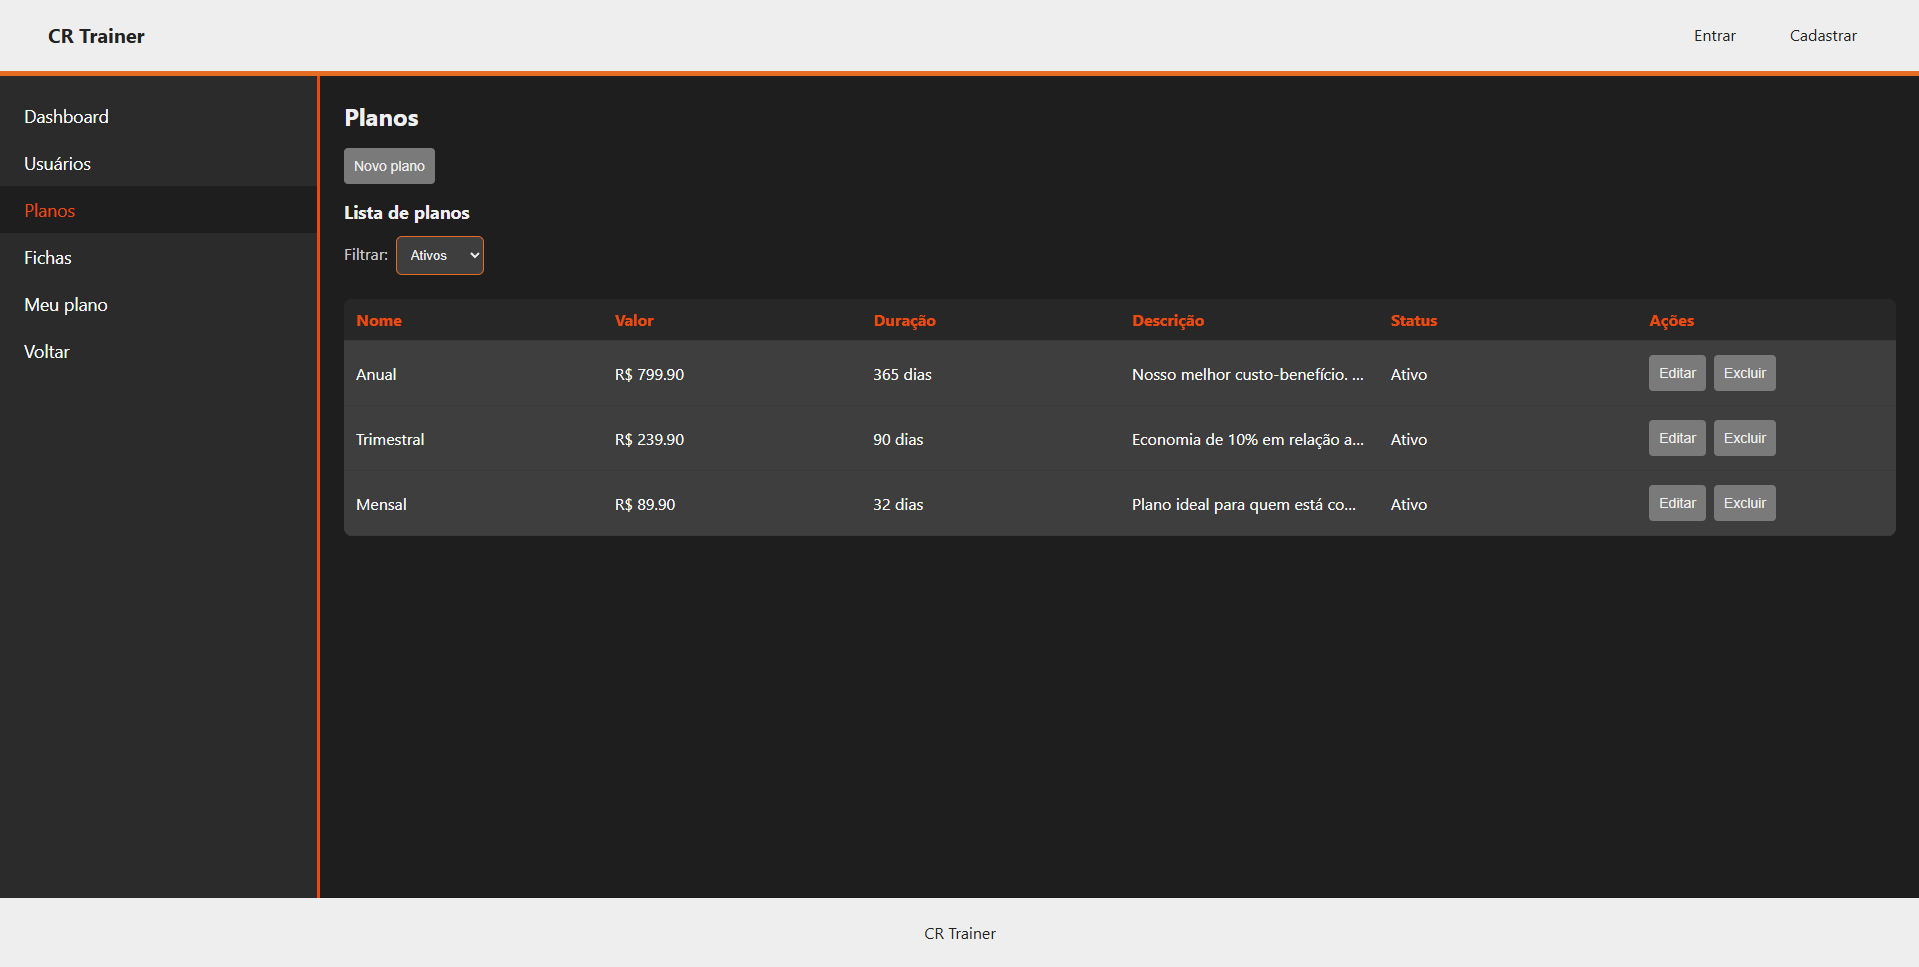 CR Trainer
Entrar
Cadastrar
Dashboard
Usuários
Planos
Fichas
Meu plano
Voltar
Planos
Novo plano
Lista de planos
Filtrar: Ativos
Nome Valor Duração Descrição Status Ações
Anual R$ 799.90 365 dias Nosso melhor custo-benefício. ... Ativo Editar Excluir
Trimestral R$ 239.90 90 dias Economia de 10% em relação a... Ativo Editar Excluir
Mensal R$ 89.90 32 dias Plano ideal para quem está co... Ativo Editar Excluir
CR Trainer